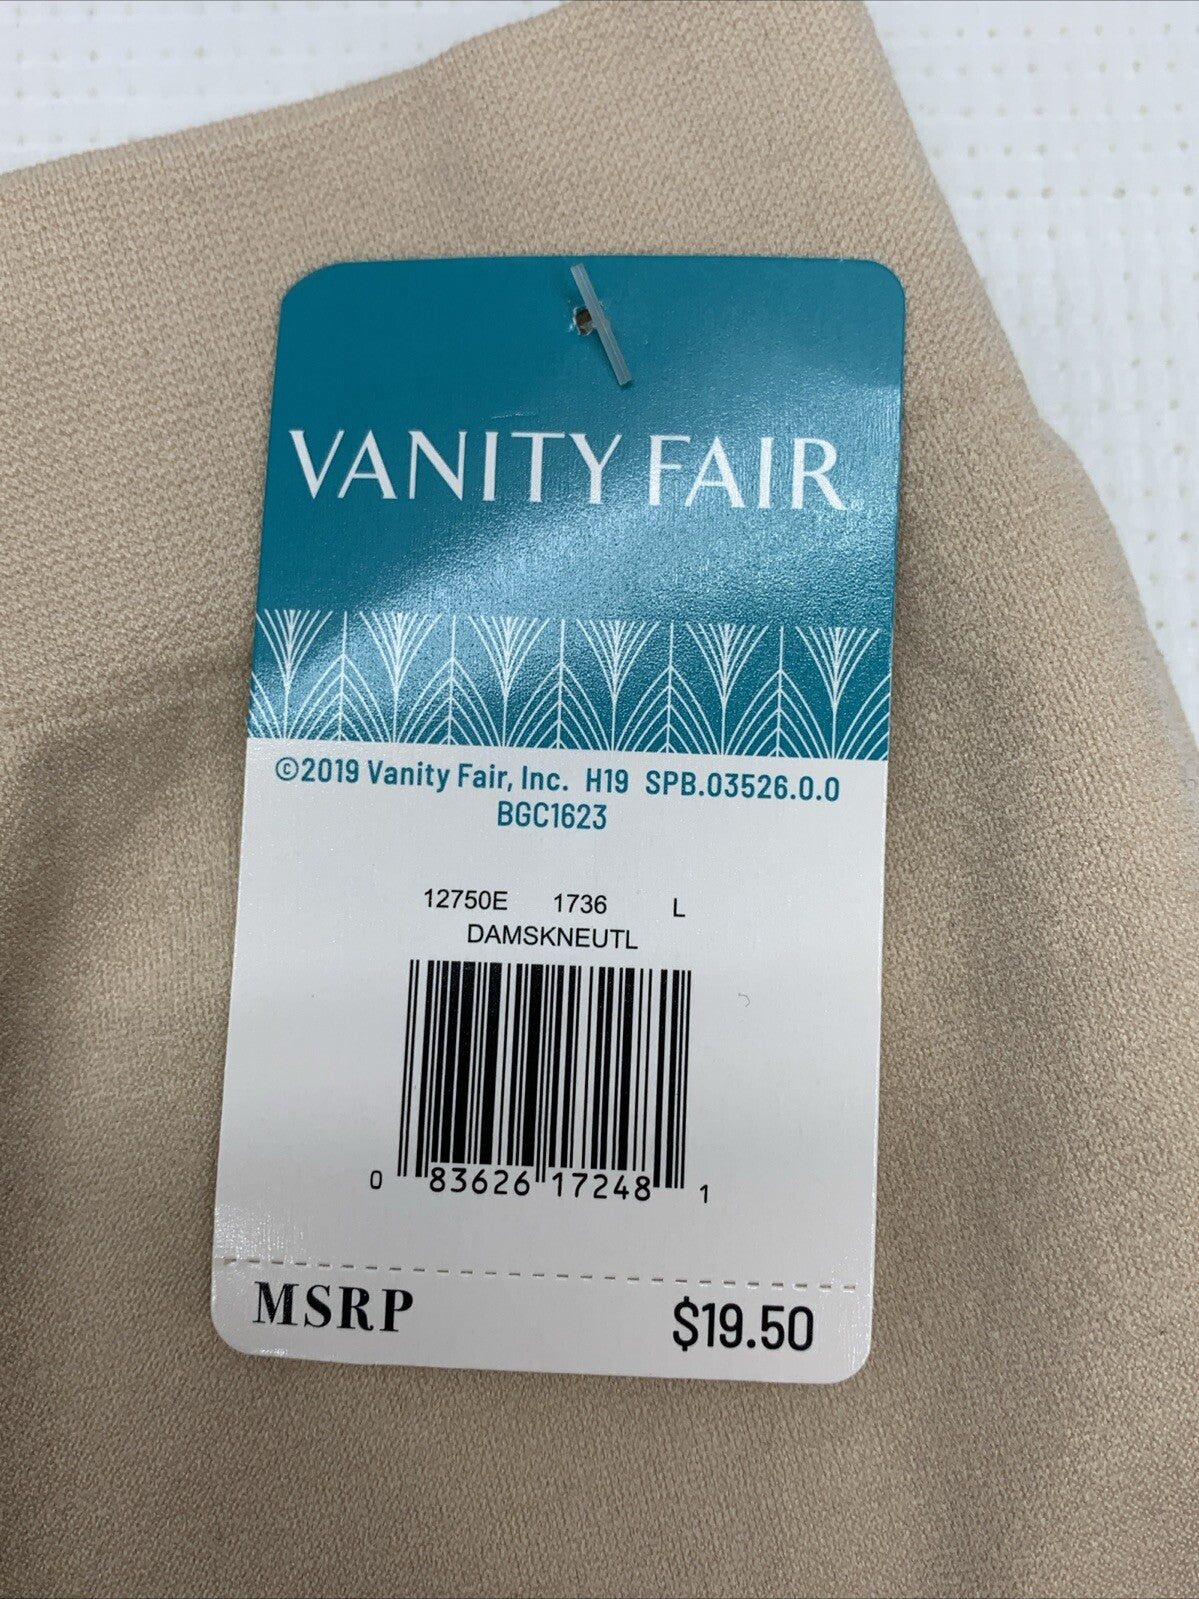 VANITY FAIR
©2019 Vanity Fair, Inc. H19 SPB.03526.0.0
BGC1623
12750E 1736 L
DAMSKNEUTL
0 83626 17248 1
MSRP $19.50